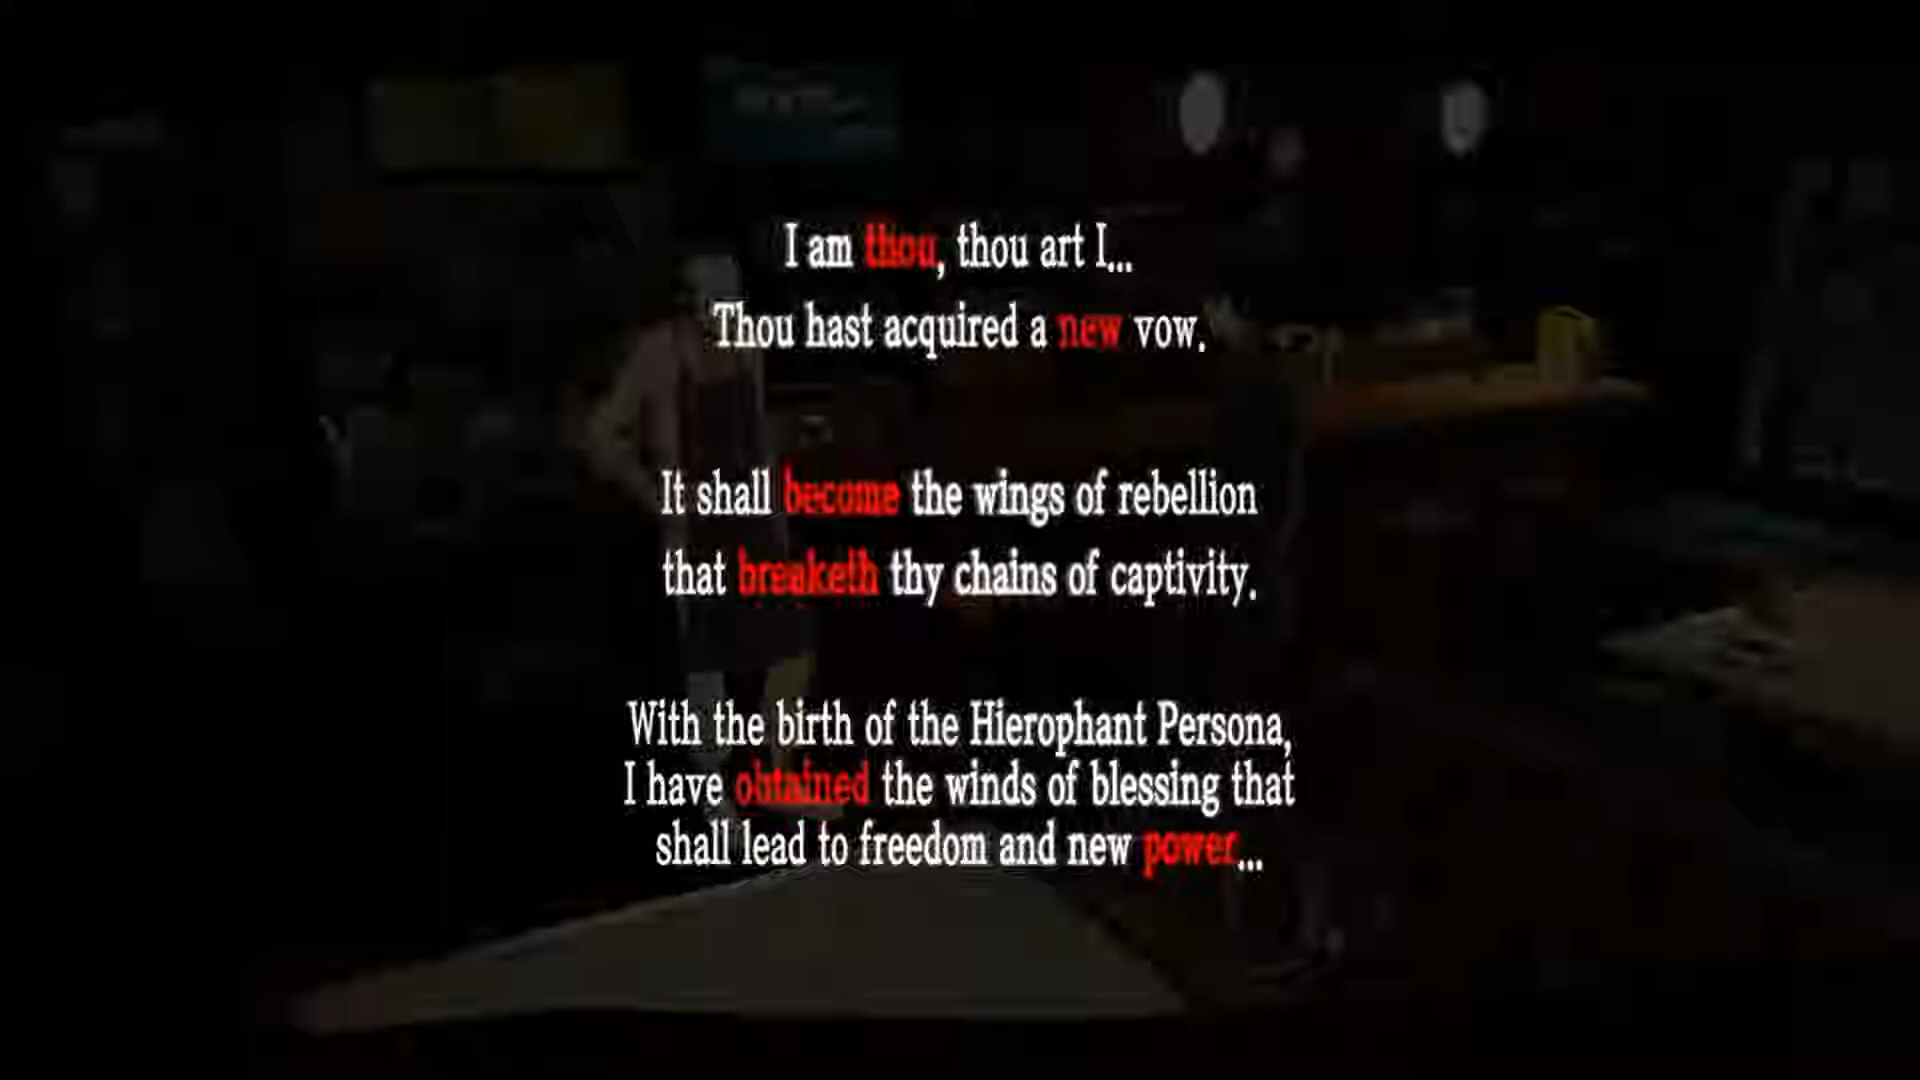 I am thou, thou art I...
Thou hast acquired a new vow.
It shall become the wings of rebellion
that breaketh thy chains of captivity.
With the birth of the Hierophant Persona,
I have obtained the winds of blessing that
shall lead to freedom and new power...